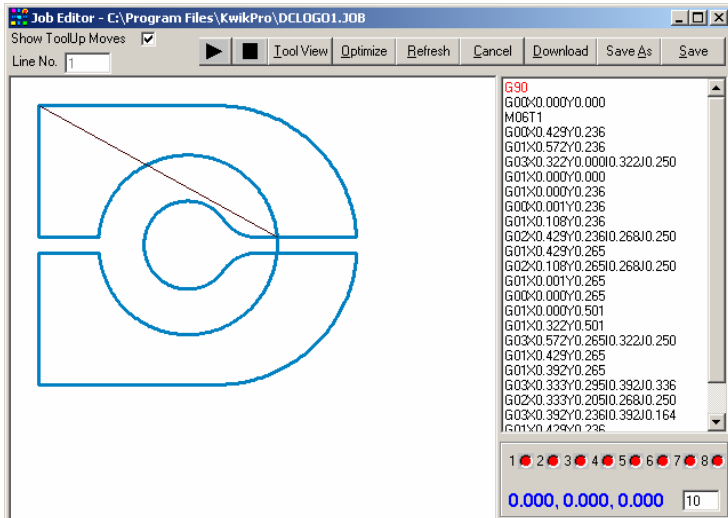 Job Editor - C:\Program Files\KwikPro\DCLOGO1.JOB
Show ToolUp Moves
Line No. 1
Tool View Optimize Refresh Cancel Download Save As Save
G90
G00X0.000Y0.000
M06T1
G00X0.429Y0.236
G01X0.572Y0.236
G03X0.322Y0.000I0.322J0.250
G01X0.000Y0.000
G01X0.000Y0.236
G00X0.001Y0.236
G01X0.108Y0.236
G02X0.429Y0.236I0.268J0.250
G01X0.429Y0.265
G02X0.108Y0.265I0.268J0.250
G01X0.001Y0.265
G00X0.000Y0.265
G01X0.000Y0.501
G01X0.322Y0.501
G03X0.572Y0.265I0.322J0.250
G01X0.429Y0.265
G01X0.392Y0.265
G03X0.333Y0.295I0.392J0.336
G02X0.333Y0.205I0.268J0.250
G03X0.392Y0.236I0.392J0.164
G01X0.429Y0.236
1 2 3 4 5 6 7 8
0.000, 0.000, 0.000 10